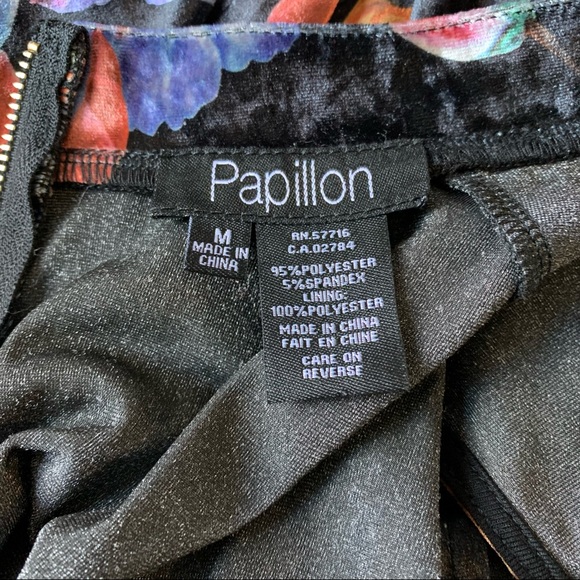 Papillon
M
MADE IN
CHINA
RN.57716
C.A.02784
95%POLYESTER
5%SPANDEX
LINING:
100%POLYESTER
MADE IN CHINA
FAIT EN CHINE
CARE ON
REVERSE